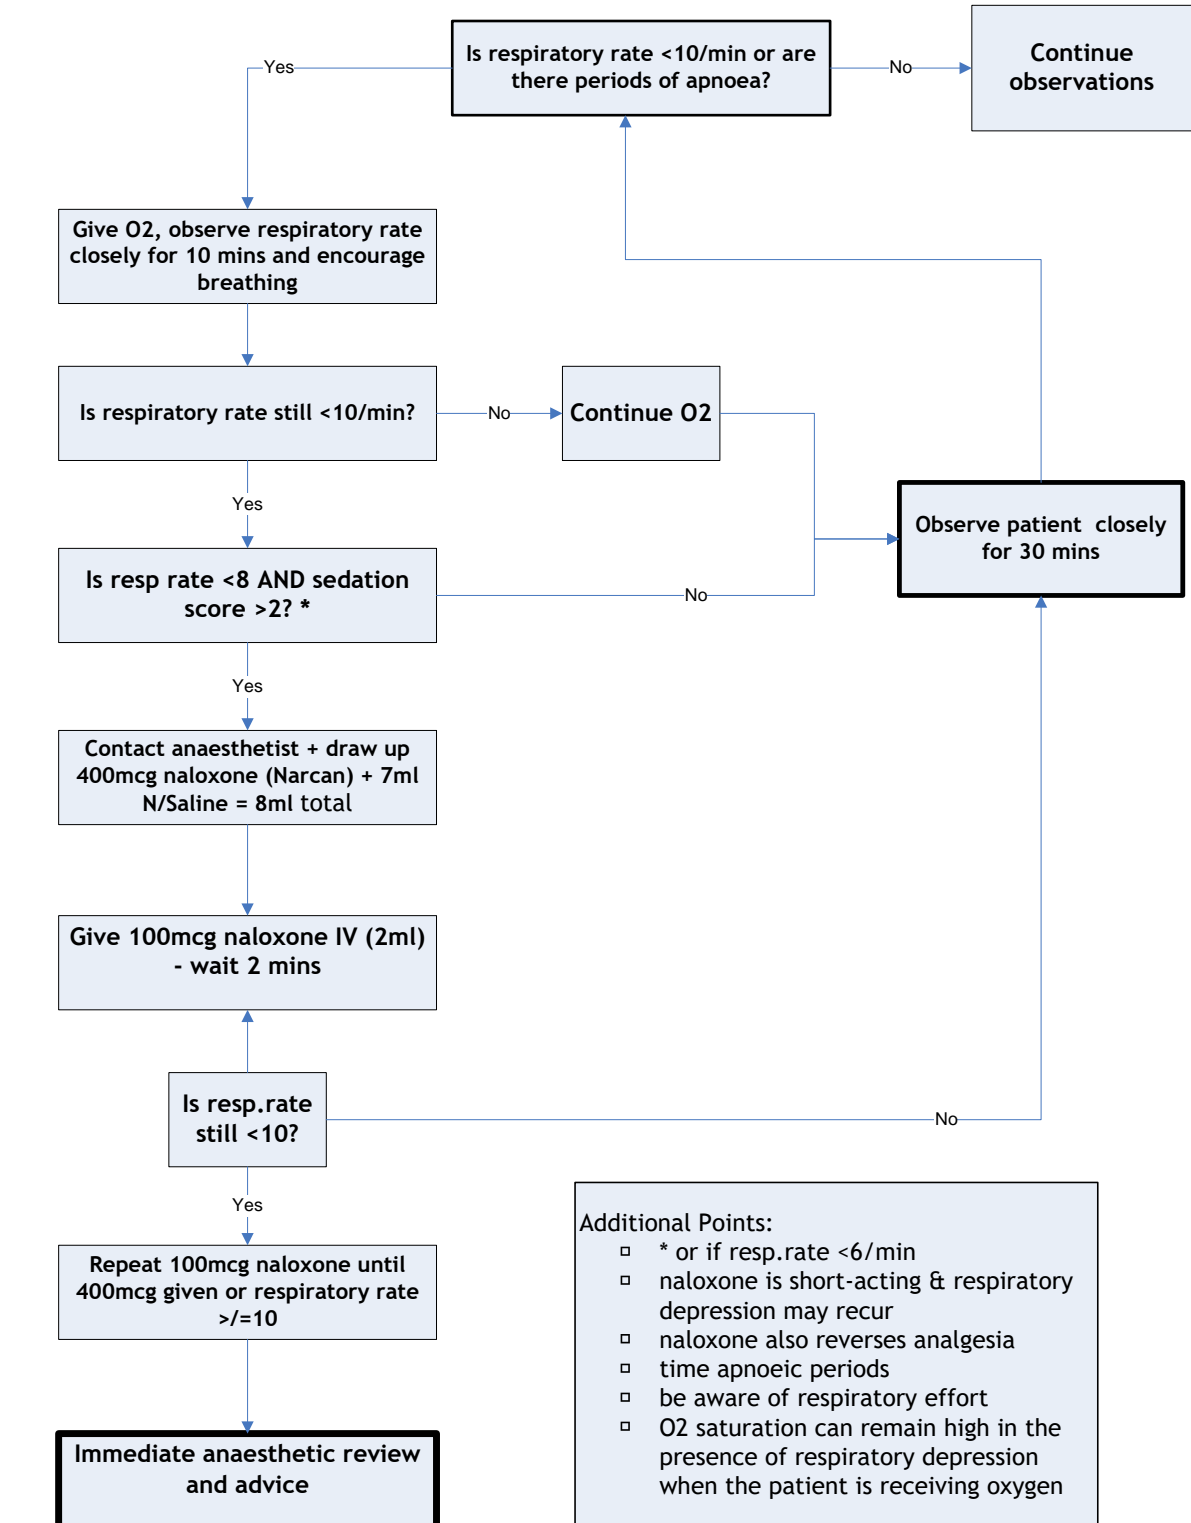 Is respiratory rate <10/min or are
there periods of apnoea?
Continue
observations
Yes
No
Give O2, observe respiratory rate
closely for 10 mins and encourage
breathing
Is respiratory rate still <10/min?
No
Continue O2
Yes
Observe patient closely
for 30 mins
Is resp rate <8 AND sedation
score >2? *
No
Yes
Contact anaesthetist + draw up
400mcg naloxone (Narcan) + 7ml
N/Saline = 8ml total
Give 100mcg naloxone IV (2ml)
- wait 2 mins
Is resp.rate
still <10?
No
Yes
Repeat 100mcg naloxone until
400mcg given or respiratory rate
>/=10
Immediate anaesthetic review
and advice
Additional Points:
* or if resp.rate <6/min
naloxone is short-acting & respiratory
depression may recur
naloxone also reverses analgesia
time apnoeic periods
be aware of respiratory effort
O2 saturation can remain high in the
presence of respiratory depression
when the patient is receiving oxygen